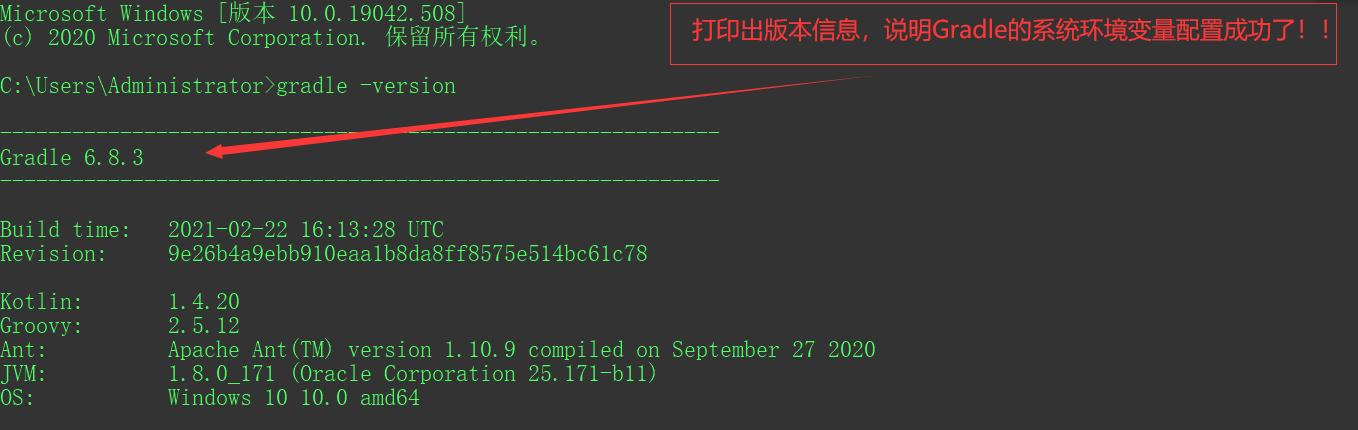 Microsoft Windows [版本 10.0.19042.508]
(c) 2020 Microsoft Corporation. 保留所有权利。
打印出版本信息，说明Gradle的系统环境变量配置成功了！！
C:\Users\Administrator>gradle -version
------------------------------------------------------------
Gradle 6.8.3
------------------------------------------------------------
Build time:   2021-02-22 16:13:28 UTC
Revision:     9e26b4a9ebb910eaa1b8da8ff8575e514bc61c78
Kotlin:       1.4.20
Groovy:       2.5.12
Ant:          Apache Ant(TM) version 1.10.9 compiled on September 27 2020
JVM:          1.8.0_171 (Oracle Corporation 25.171-b11)
OS:           Windows 10 10.0 amd64